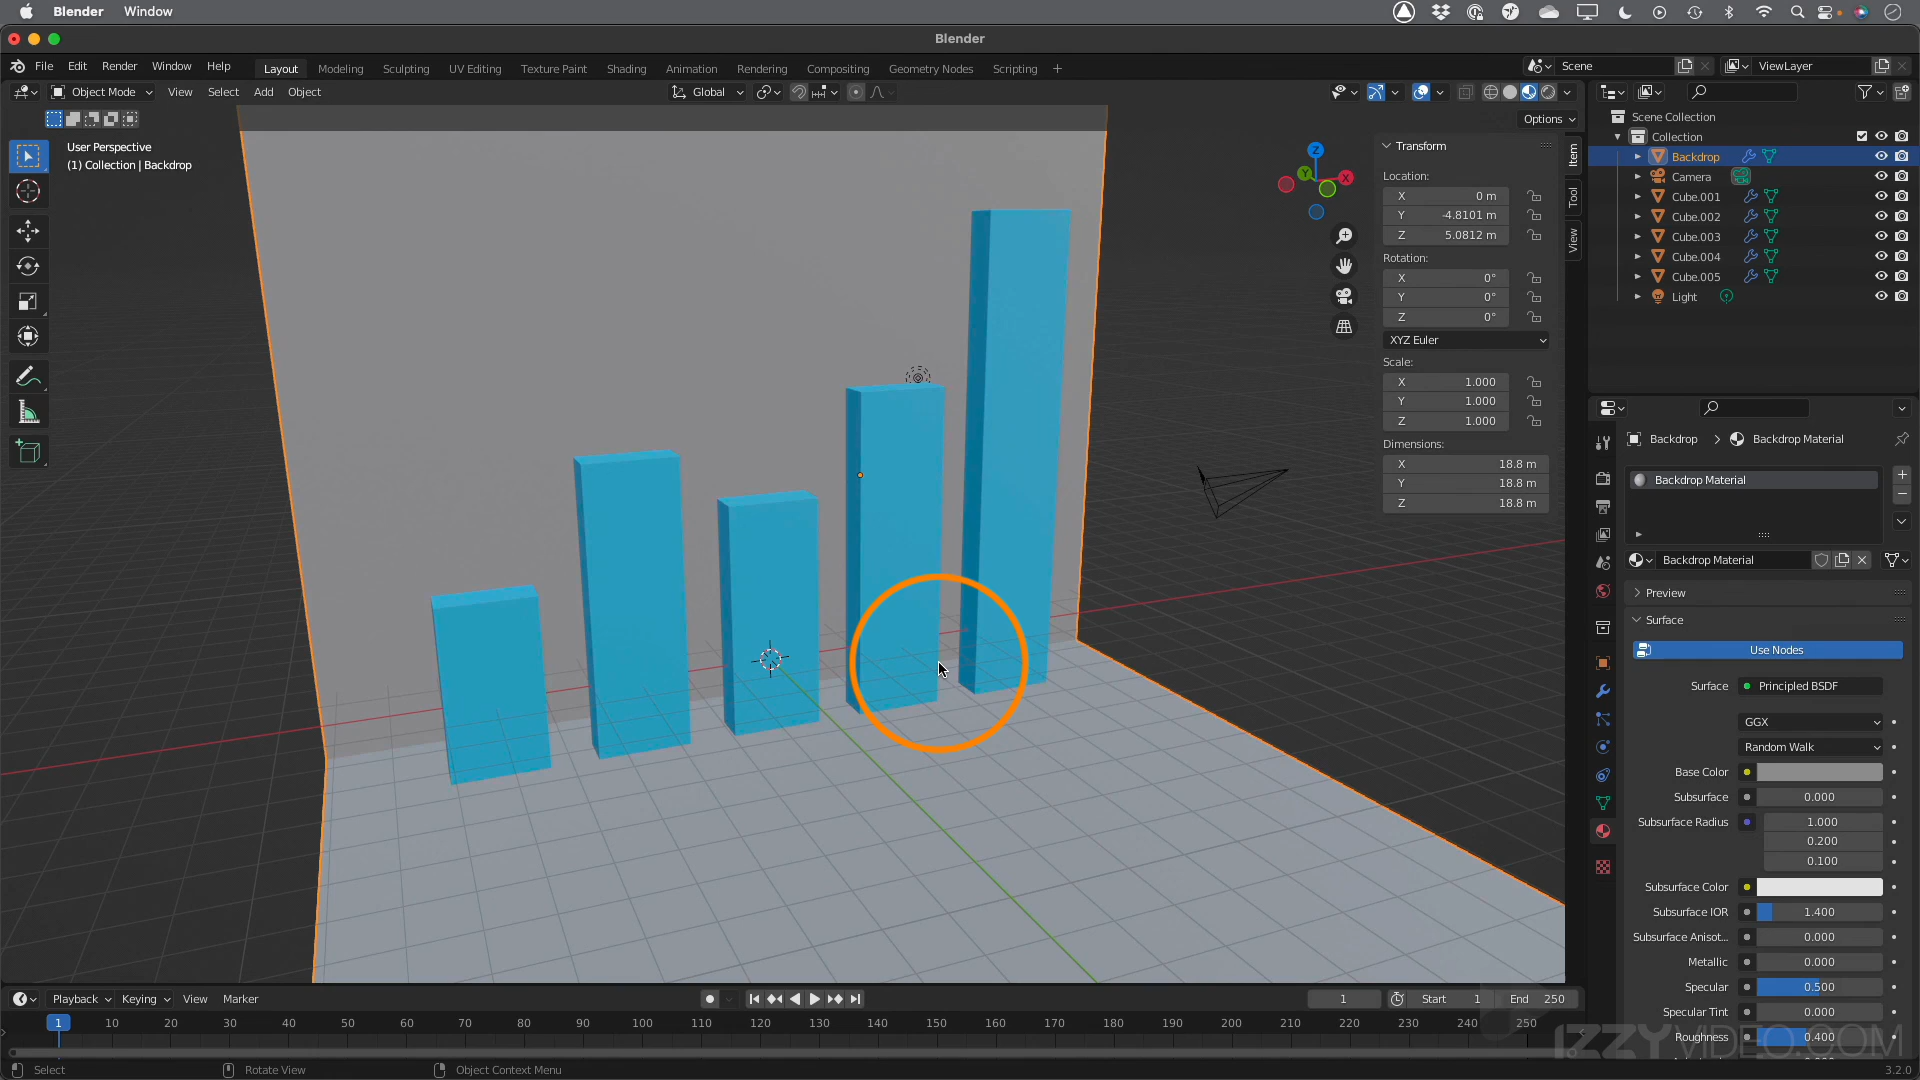 Blender Window
Blender
File Edit Render Window Help Layout Modeling Sculpting UV Editing Texture Paint Shading Animation Rendering Compositing Geometry Nodes Scripting + Scene ViewLayer
Object Mode View Select Add Object Global
Options
User Perspective
(1) Collection | Backdrop
Z
Y
X
Item
Tool
View
Transform
Location:
X 0 m
Y -4.8101 m
Z 5.0812 m
Rotation:
X 0°
Y 0°
Z 0°
XYZ Euler
Scale:
X 1.000
Y 1.000
Z 1.000
Dimensions:
X 18.8 m
Y 18.8 m
Z 18.8 m
Scene Collection
Collection
Backdrop
Camera
Cube.001
Cube.002
Cube.003
Cube.004
Cube.005
Light
Backdrop > Backdrop Material
Backdrop Material
Backdrop Material
Preview
Surface
Use Nodes
Surface Principled BSDF
GGX
Random Walk
Base Color
Subsurface 0.000
Subsurface Radius 1.000
0.200
0.100
Subsurface Color
Subsurface IOR 1.400
Subsurface Anisot... 0.000
Metallic 0.000
Specular 0.500
Specular Tint 0.000
Roughness 0.400
Playback Keying View Marker 1 Start 1 End 250
1 10 20 30 40 50 60 70 80 90 100 110 120 130 140 150 160 170 180 190 200 210 220 230 240 250
IZZYVIDEO.COM
Select Rotate View Object Context Menu 3.2.0